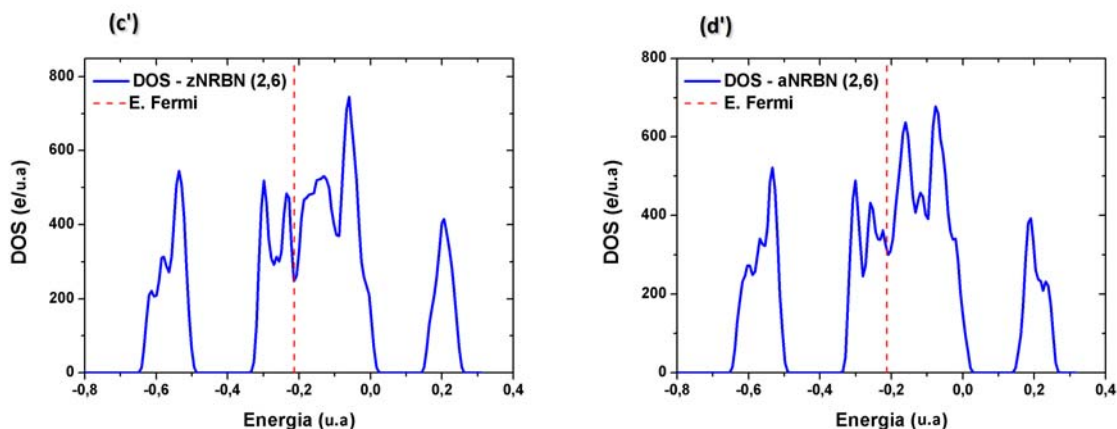 (c')
800
600
400
200
0
DOS (e/u.a)
DOS - zNRBN (2,6)
E. Fermi
-0,8 -0,6 -0,4 -0,2 0,0 0,2 0,4
Energia (u.a)
(d')
800
600
400
200
0
DOS (e/u.a)
DOS - aNRBN (2,6)
E. Fermi
-0,8 -0,6 -0,4 -0,2 0,0 0,2 0,4
Energia (u.a)